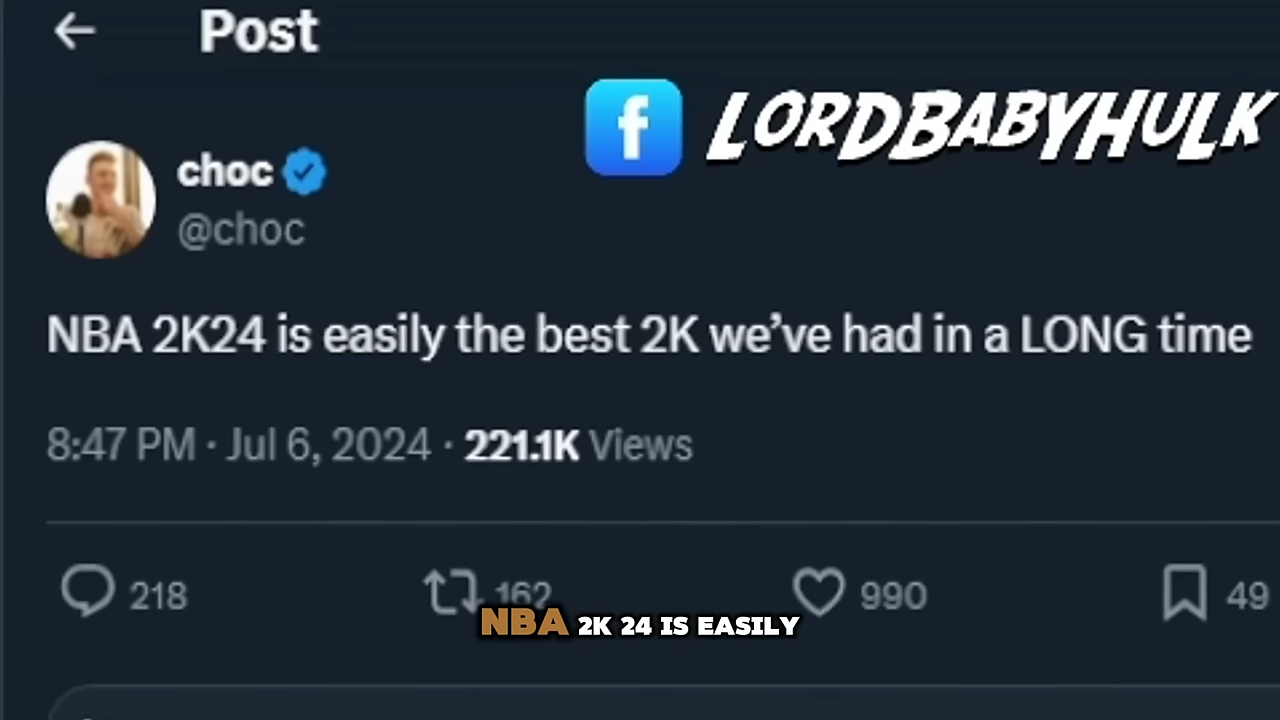 Post
f LORDBABYHULK
choc
@choc
NBA 2K24 is easily the best 2K we’ve had in a LONG time
8:47 PM · Jul 6, 2024 · 221.1K Views
218 162 990 49
NBA 2K 24 IS EASILY